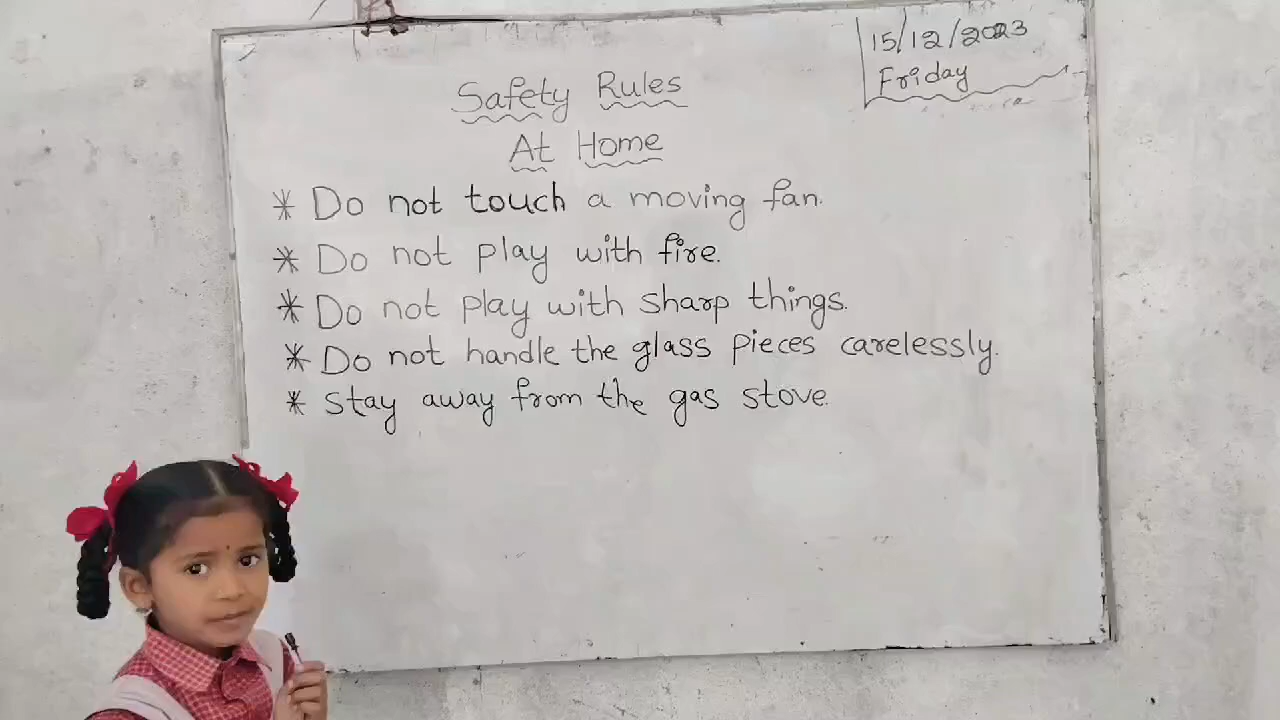 15/12/2023
Friday
Safety Rules
At Home
* Do not touch a moving fan.
* Do not play with fire.
* Do not play with sharp things.
* Do not handle the glass pieces carelessly.
* Stay away from the gas stove.